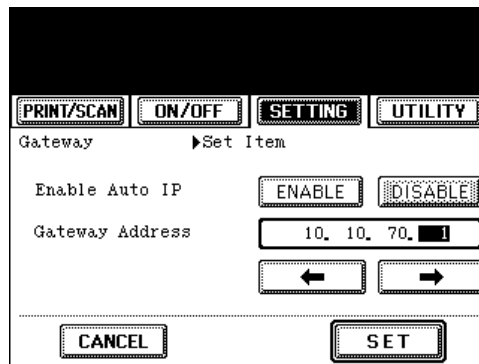 PRINT/SCAN ON/OFF SETTING UTILITY
Gateway ▶Set Item
Enable Auto IP ENABLE DISABLE
Gateway Address 10. 10. 70. 1
← →
CANCEL SET